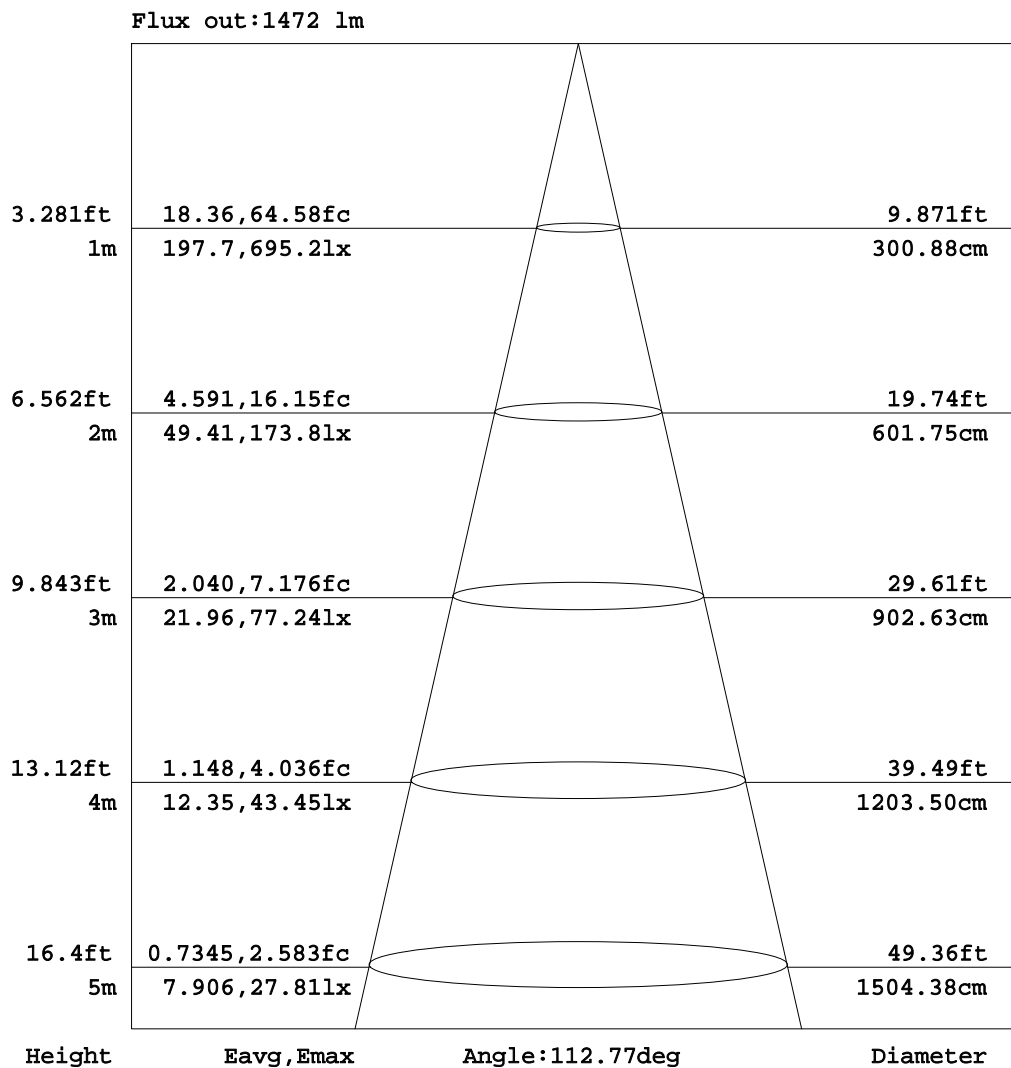 Flux out:1472 lm
3.281ft 18.36,64.58fc 9.871ft
1m 197.7,695.2lx 300.88cm
6.562ft 4.591,16.15fc 19.74ft
2m 49.41,173.8lx 601.75cm
9.843ft 2.040,7.176fc 29.61ft
3m 21.96,77.24lx 902.63cm
13.12ft 1.148,4.036fc 39.49ft
4m 12.35,43.45lx 1203.50cm
16.4ft 0.7345,2.583fc 49.36ft
5m 7.906,27.81lx 1504.38cm
Height Eavg,Emax Angle:112.77deg Diameter